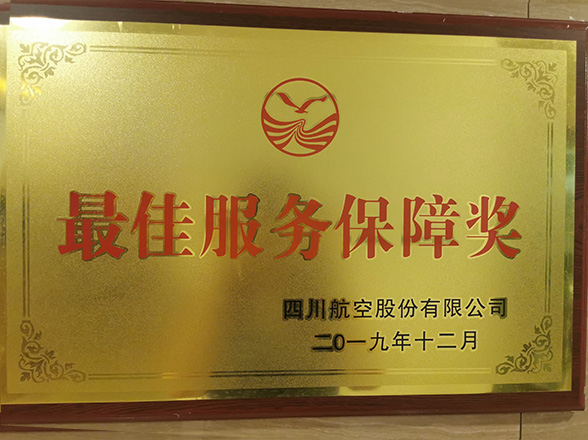 最佳服务保障奖
四川航空股份有限公司
二0一九年十二月